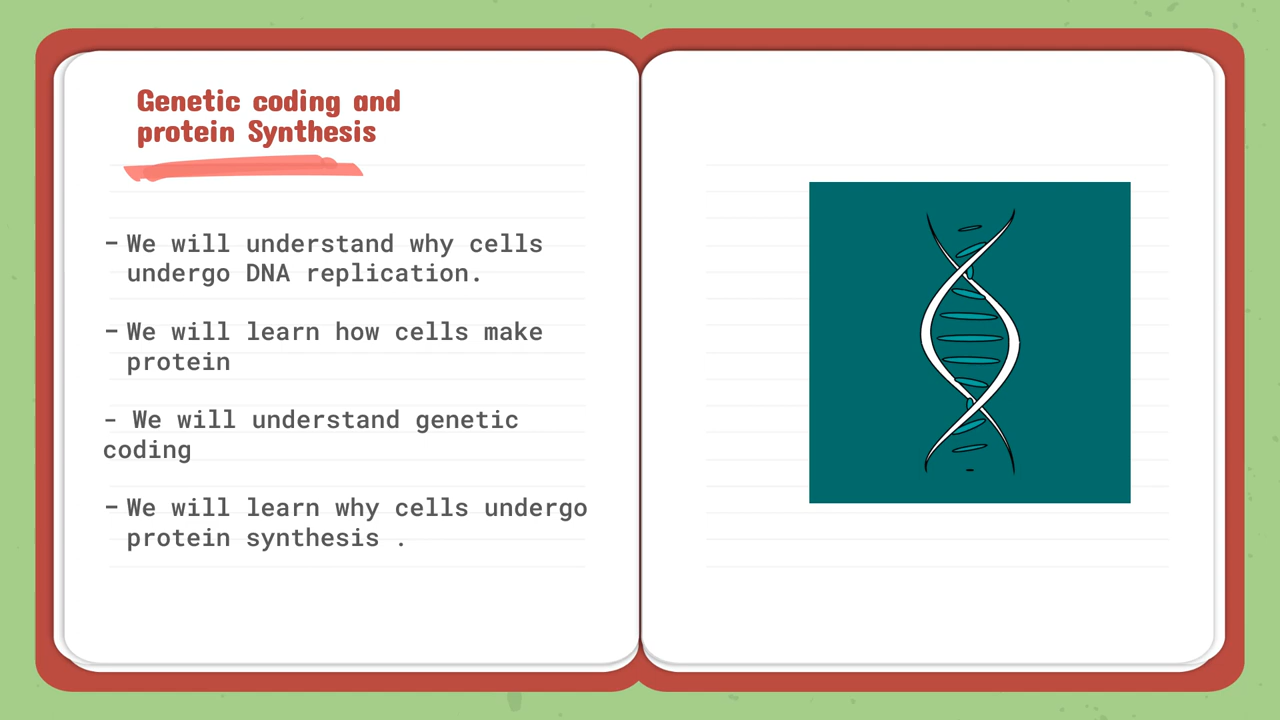 Genetic coding and
protein Synthesis
- We will understand why cells
undergo DNA replication.
- We will learn how cells make
protein
- We will understand genetic
coding
- We will learn why cells undergo
protein synthesis .